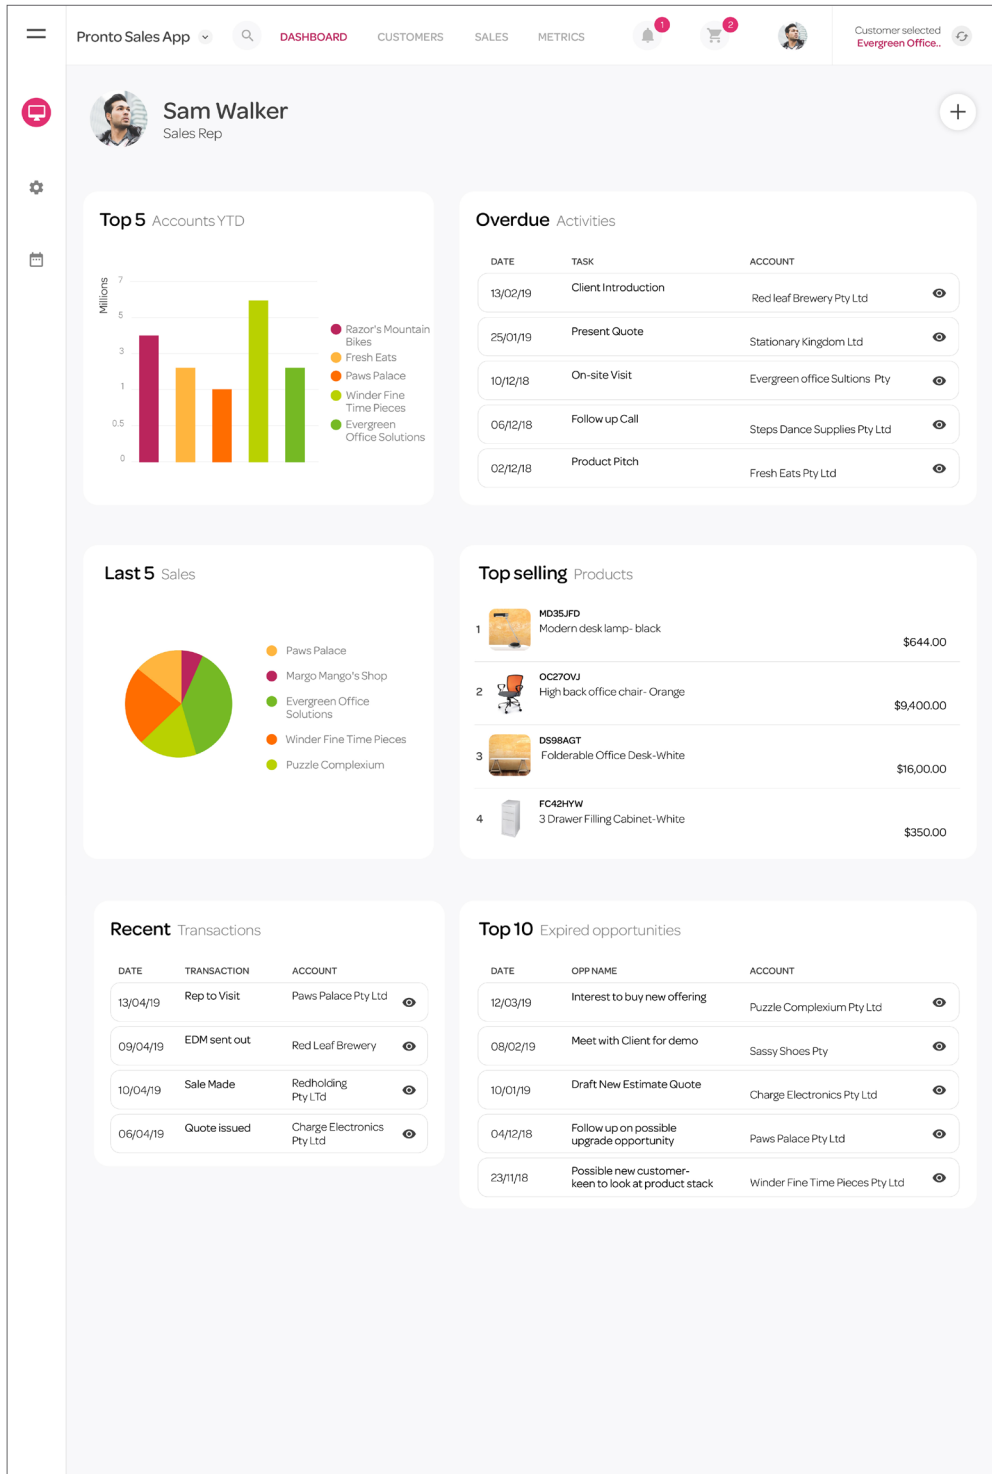 Pronto Sales App
DASHBOARD
CUSTOMERS
SALES
METRICS
1
2
Customer selected
Evergreen Office..
Sam Walker
Sales Rep
Top 5 Accounts YTD
Millions
7
5
3
1
0.5
0
Razor's Mountain
Bikes
Fresh Eats
Paws Palace
Winder Fine
Time Pieces
Evergreen
Office Solutions
Overdue Activities
DATE TASK ACCOUNT
13/02/19 Client Introduction Red leaf Brewery Pty Ltd
25/01/19 Present Quote Stationary Kingdom Ltd
10/12/18 On-site Visit Evergreen office Sultions Pty
06/12/18 Follow up Call Steps Dance Supplies Pty Ltd
02/12/18 Product Pitch Fresh Eats Pty Ltd
Last 5 Sales
Paws Palace
Margo Mango's Shop
Evergreen Office
Solutions
Winder Fine Time Pieces
Puzzle Complexium
Top selling Products
1
MD35JFD
Modern desk lamp- black
$644.00
2
OC27OVJ
High back office chair- Orange
$9,400.00
3
DS98AGT
Folderable Office Desk-White
$16,00.00
4
FC42HYW
3 Drawer Filling Cabinet-White
$350.00
Recent Transactions
DATE TRANSACTION ACCOUNT
13/04/19 Rep to Visit Paws Palace Pty Ltd
09/04/19 EDM sent out Red Leaf Brewery
10/04/19 Sale Made Redholding
Pty LTd
06/04/19 Quote issued Charge Electronics
Pty Ltd
Top 10 Expired opportunities
DATE OPP NAME ACCOUNT
12/03/19 Interest to buy new offering Puzzle Complexium Pty Ltd
08/02/19 Meet with Client for demo Sassy Shoes Pty
10/01/19 Draft New Estimate Quote Charge Electronics Pty Ltd
04/12/18 Follow up on possible
upgrade opportunity Paws Palace Pty Ltd
23/11/18 Possible new customer-
keen to look at product stack Winder Fine Time Pieces Pty Ltd